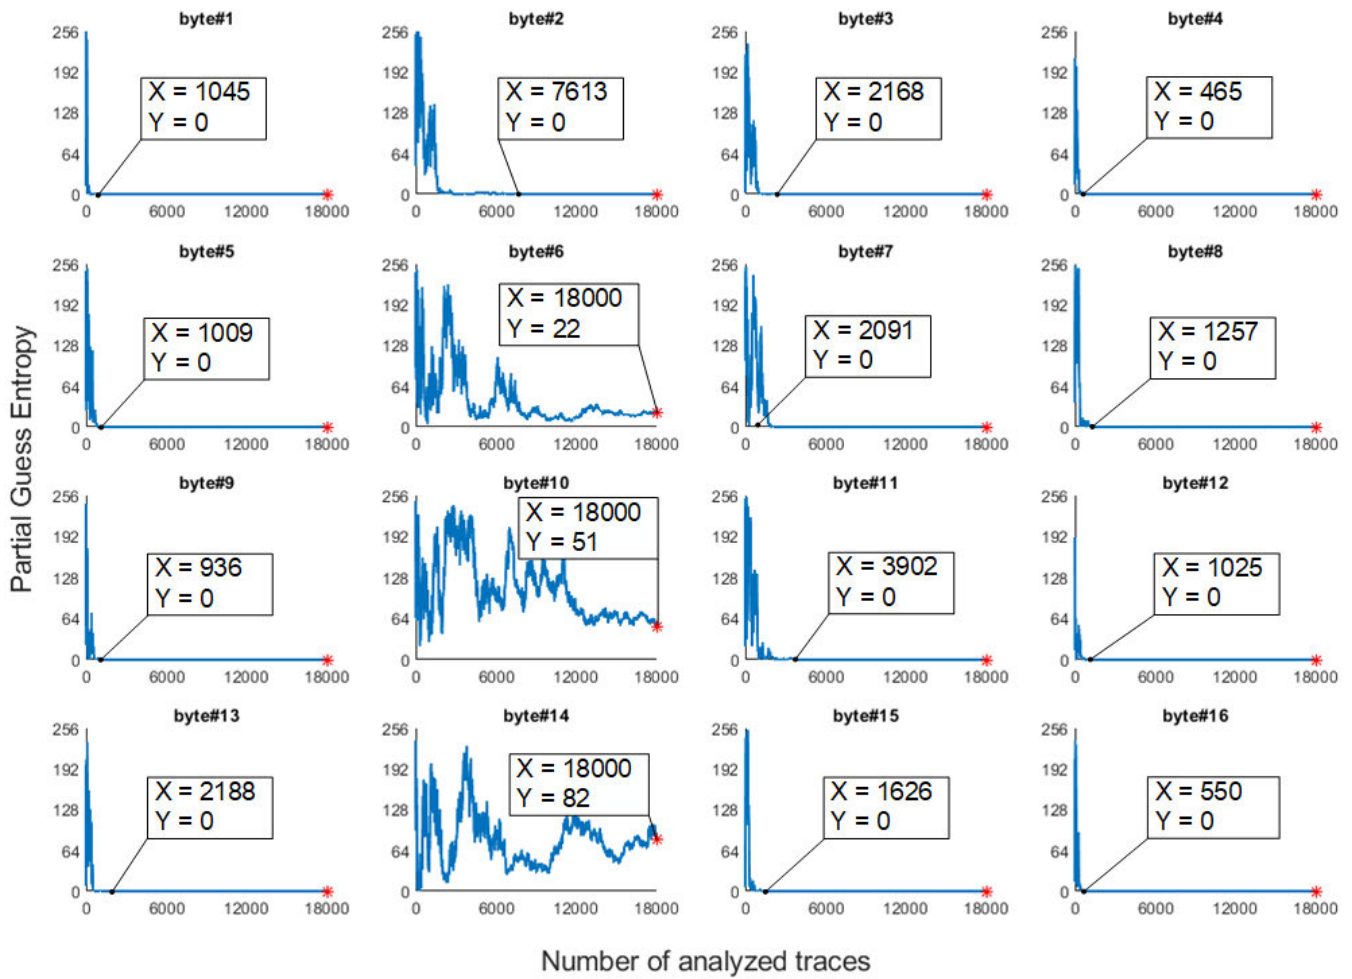 byte#1
256
192
128
64
0
X = 1045
Y = 0
0 6000 12000 18000
byte#2
256
192
128
64
0
X = 7613
Y = 0
0 6000 12000 18000
byte#3
256
192
128
64
0
X = 2168
Y = 0
0 6000 12000 18000
byte#4
256
192
128
64
0
X = 465
Y = 0
0 6000 12000 18000
Partial Guess Entropy
byte#5
256
192
128
64
0
X = 1009
Y = 0
0 6000 12000 18000
byte#6
256
192
128
64
0
X = 18000
Y = 22
0 6000 12000 18000
byte#7
256
192
128
64
0
X = 2091
Y = 0
0 6000 12000 18000
byte#8
256
192
128
64
0
X = 1257
Y = 0
0 6000 12000 18000
byte#9
256
192
128
64
0
X = 936
Y = 0
0 6000 12000 18000
byte#10
256
192
128
64
0
X = 18000
Y = 51
0 6000 12000 18000
byte#11
256
192
128
64
0
X = 3902
Y = 0
0 6000 12000 18000
byte#12
256
192
128
64
0
X = 1025
Y = 0
0 6000 12000 18000
byte#13
256
192
128
64
0
X = 2188
Y = 0
0 6000 12000 18000
byte#14
256
192
128
64
0
X = 18000
Y = 82
0 6000 12000 18000
byte#15
256
192
128
64
0
X = 1626
Y = 0
0 6000 12000 18000
byte#16
256
192
128
64
0
X = 550
Y = 0
0 6000 12000 18000
Number of analyzed traces